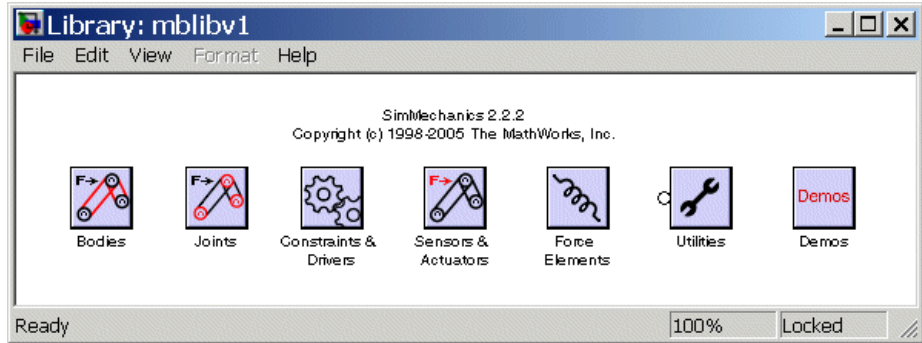 Library: mblibv1
File Edit View Format Help
SimMechanics 2.2.2
Copyright (c) 1998-2005 The MathWorks, Inc.
F→ F→ F→ Demos
Bodies Joints Constraints & Sensors & Force Utilities Demos
Drivers Actuators Elements
Ready 100% Locked